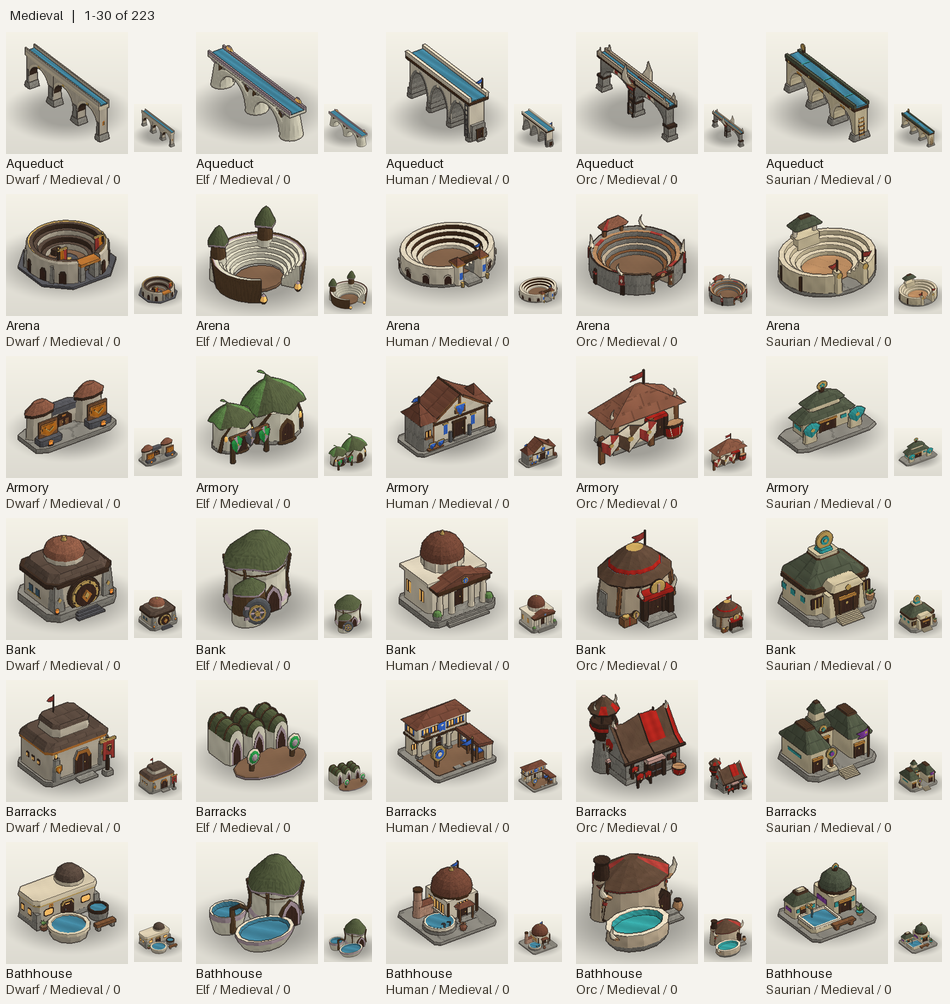 Medieval | 1-30 of 223
Aqueduct Aqueduct Aqueduct Aqueduct Aqueduct
Dwarf / Medieval / 0 Elf / Medieval / 0 Human / Medieval / 0 Orc / Medieval / 0 Saurian / Medieval / 0
Arena Arena Arena Arena Arena
Dwarf / Medieval / 0 Elf / Medieval / 0 Human / Medieval / 0 Orc / Medieval / 0 Saurian / Medieval / 0
Armory Armory Armory Armory Armory
Dwarf / Medieval / 0 Elf / Medieval / 0 Human / Medieval / 0 Orc / Medieval / 0 Saurian / Medieval / 0
Bank Bank Bank Bank Bank
Dwarf / Medieval / 0 Elf / Medieval / 0 Human / Medieval / 0 Orc / Medieval / 0 Saurian / Medieval / 0
Barracks Barracks Barracks Barracks Barracks
Dwarf / Medieval / 0 Elf / Medieval / 0 Human / Medieval / 0 Orc / Medieval / 0 Saurian / Medieval / 0
Bathhouse Bathhouse Bathhouse Bathhouse Bathhouse
Dwarf / Medieval / 0 Elf / Medieval / 0 Human / Medieval / 0 Orc / Medieval / 0 Saurian / Medieval / 0